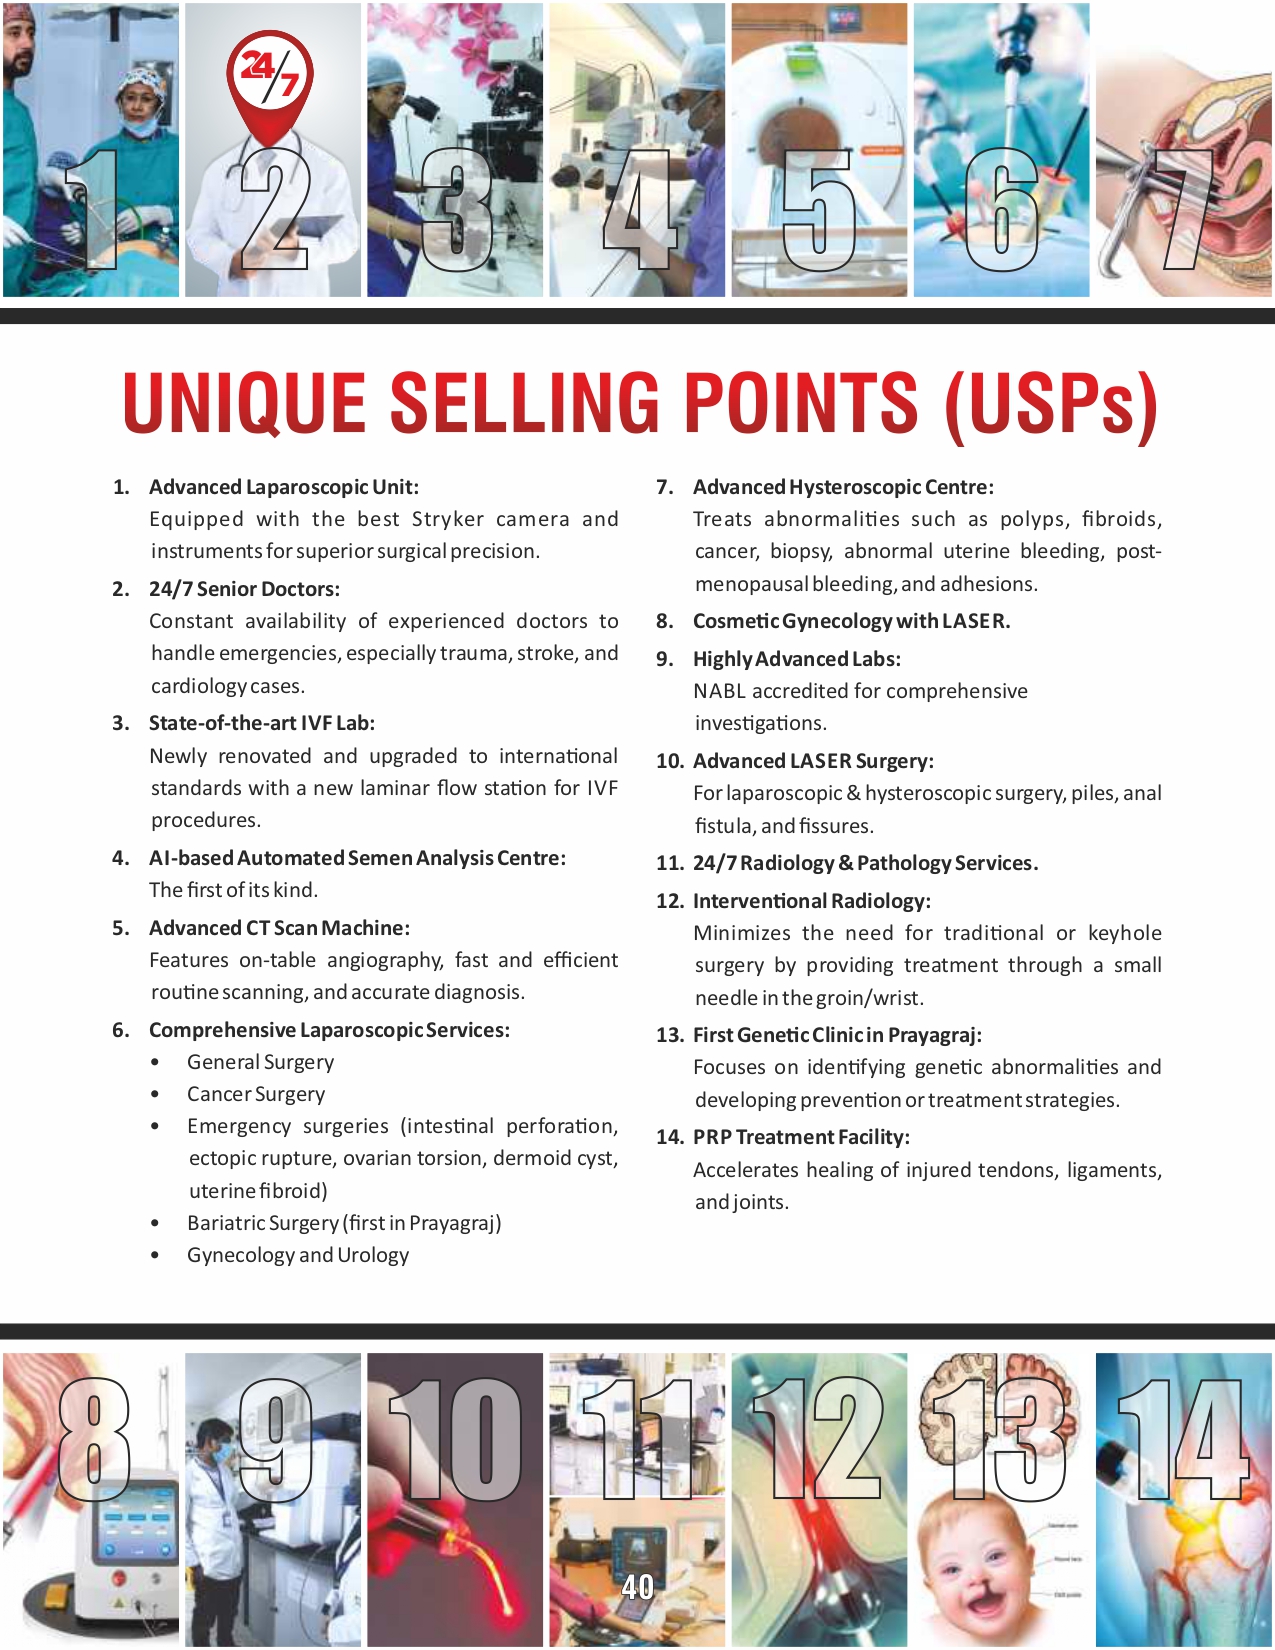 24/7
1
2
3
4
5
6
7
UNIQUE SELLING POINTS (USPs)
1. Advanced Laparoscopic Unit:
Equipped with the best Stryker camera and
instruments for superior surgical precision.
2. 24/7 Senior Doctors:
Constant availability of experienced doctors to
handle emergencies, especially trauma, stroke, and
cardiology cases.
3. State-of-the-art IVF Lab:
Newly renovated and upgraded to international
standards with a new laminar flow station for IVF
procedures.
4. AI-based Automated Semen Analysis Centre:
The first of its kind.
5. Advanced CT Scan Machine:
Features on-table angiography, fast and efficient
routine scanning, and accurate diagnosis.
6. Comprehensive Laparoscopic Services:
• General Surgery
• Cancer Surgery
• Emergency surgeries (intestinal perforation,
ectopic rupture, ovarian torsion, dermoid cyst,
uterine fibroid)
• Bariatric Surgery (first in Prayagraj)
• Gynecology and Urology
7. Advanced Hysteroscopic Centre:
Treats abnormalities such as polyps, fibroids,
cancer, biopsy, abnormal uterine bleeding, post-
menopausal bleeding, and adhesions.
8. Cosmetic Gynecology with LASER.
9. Highly Advanced Labs:
NABL accredited for comprehensive
investigations.
10. Advanced LASER Surgery:
For laparoscopic & hysteroscopic surgery, piles, anal
fistula, and fissures.
11. 24/7 Radiology & Pathology Services.
12. Interventional Radiology:
Minimizes the need for traditional or keyhole
surgery by providing treatment through a small
needle in the groin/wrist.
13. First Genetic Clinic in Prayagraj:
Focuses on identifying genetic abnormalities and
developing prevention or treatment strategies.
14. PRP Treatment Facility:
Accelerates healing of injured tendons, ligaments,
and joints.
8
9
10
11
12
13
14
40